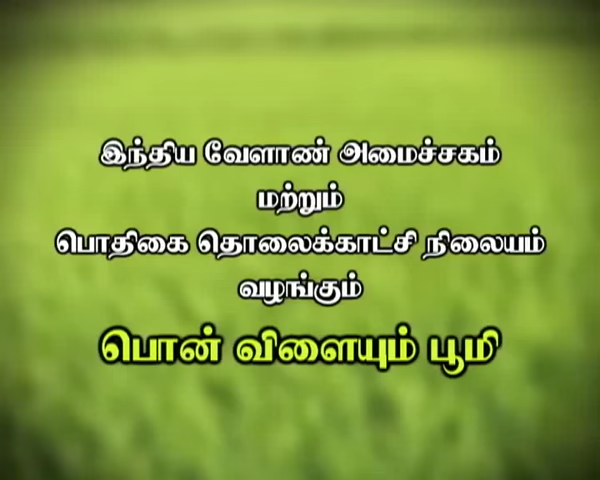 இந்திய வேளாண் அமைச்சகம்
மற்றும்
பொதிகை தொலைக்காட்சி நிலையம்
வழங்கும்
பொன் விளையும் பூமி